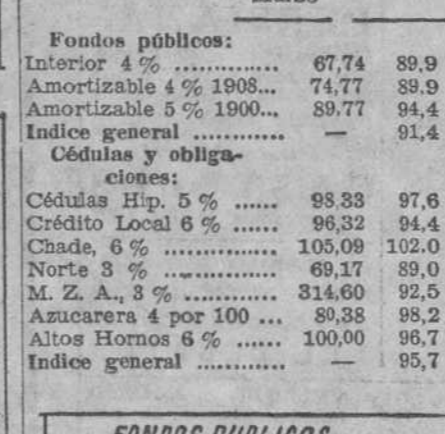 Fondos públicos:
Interior 4 % ............. 67,74 89,9
Amortizable 4 % 1908... 74,77 89,9
Amortizable 5 % 1900... 89,77 94,4
Indice general ............ — 91,4
Cédulas y obliga-
ciones:
Cédulas Hip. 5 % ...... 98,33 97,6
Crédito Local 6 % ...... 96,32 94,4
Chade, 6 % ............... 105,09 102.0
Norte 3 % .............. 69,17 89,0
M. Z. A., 3 % ............ 314,60 92,5
Azucarera 4 por 100 ... 80,38 98,2
Altos Hornos 6 % ...... 100,00 96,7
Indice general ............ — 95,7
FONDOS PUBLICOS